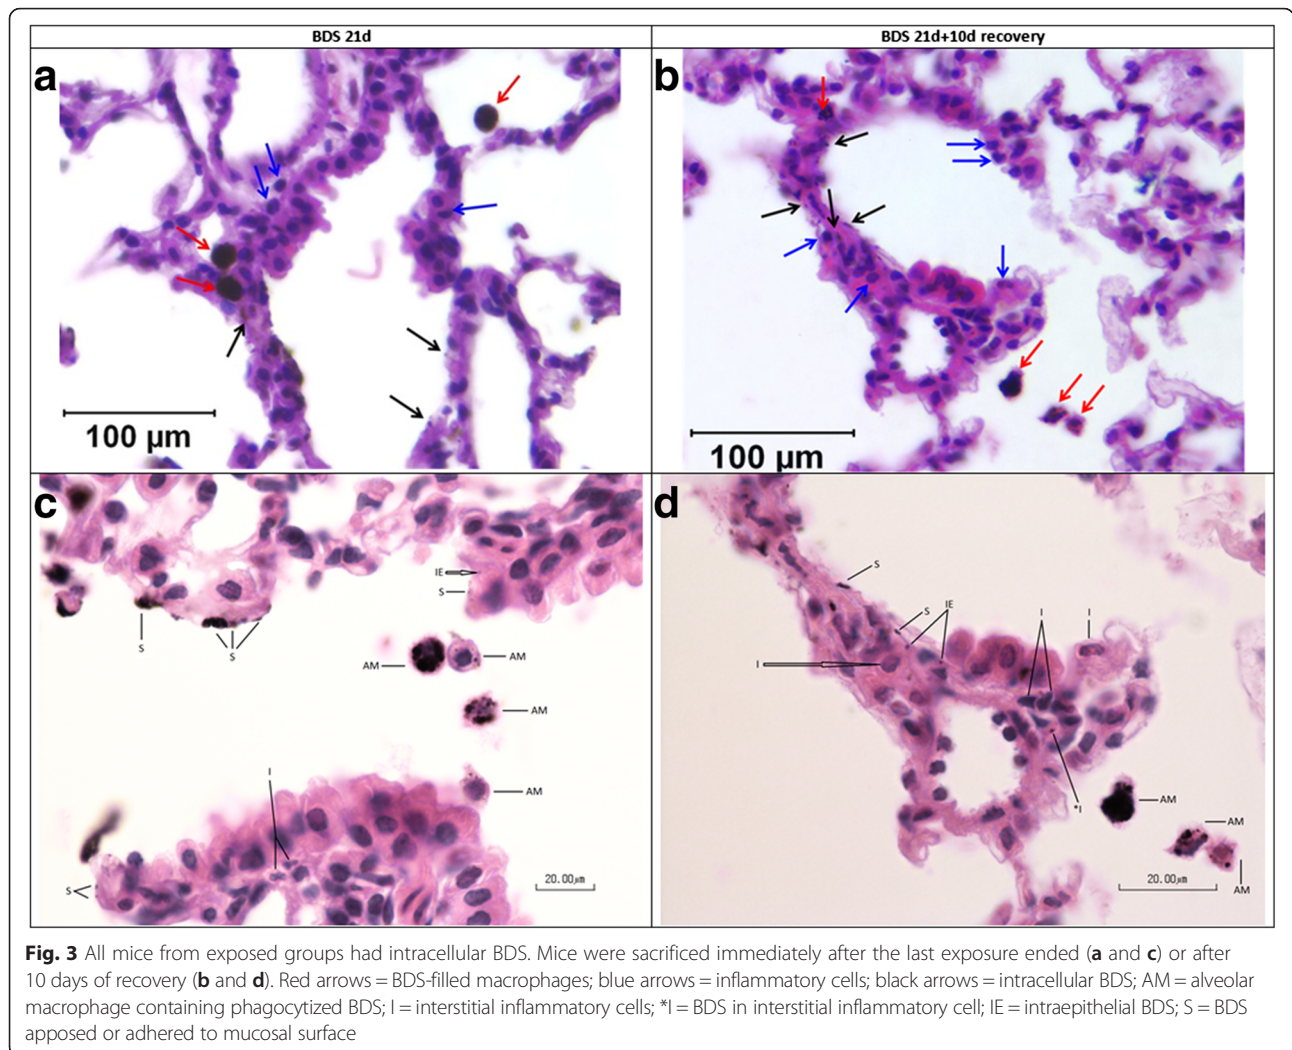 BDS 21d
BDS 21d+10d recovery
a
100 µm
b
100 µm
c
S
S
IE
S
AM
AM
AM
AM
I
S
20.00µm
d
S
S
IE
I
I
I
*I
AM
AM
AM
20.00µm
Fig. 3 All mice from exposed groups had intracellular BDS. Mice were sacrificed immediately after the last exposure ended (a and c) or after
10 days of recovery (b and d). Red arrows = BDS-filled macrophages; blue arrows = inflammatory cells; black arrows = intracellular BDS; AM = alveolar
macrophage containing phagocytized BDS; I = interstitial inflammatory cells; *I = BDS in interstitial inflammatory cell; IE = intraepithelial BDS; S = BDS
apposed or adhered to mucosal surface